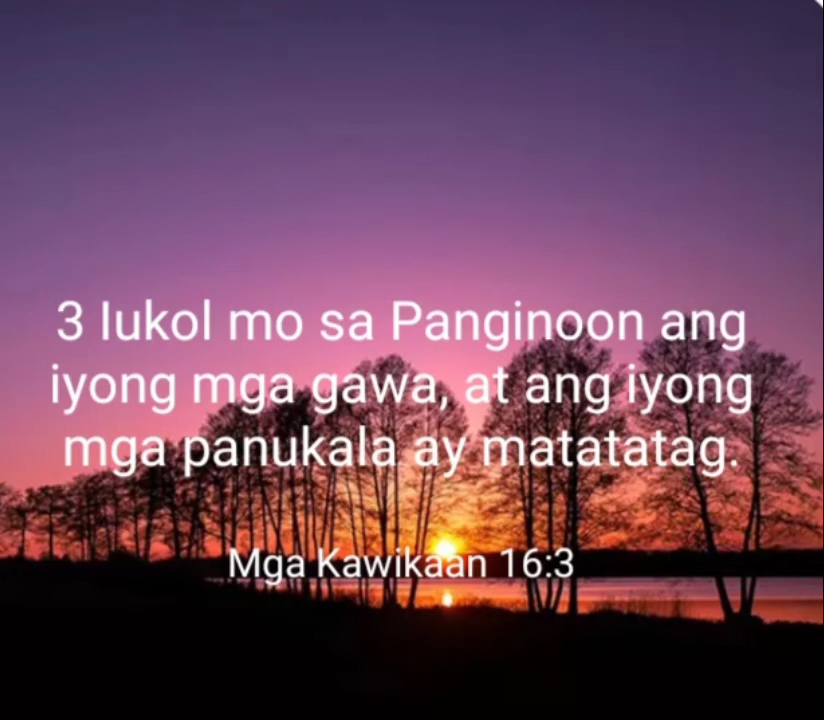 3 Iukol mo sa Panginoon ang
iyong mga gawa, at ang iyong
mga panukala ay matatatag.
Mga Kawikaan 16:3